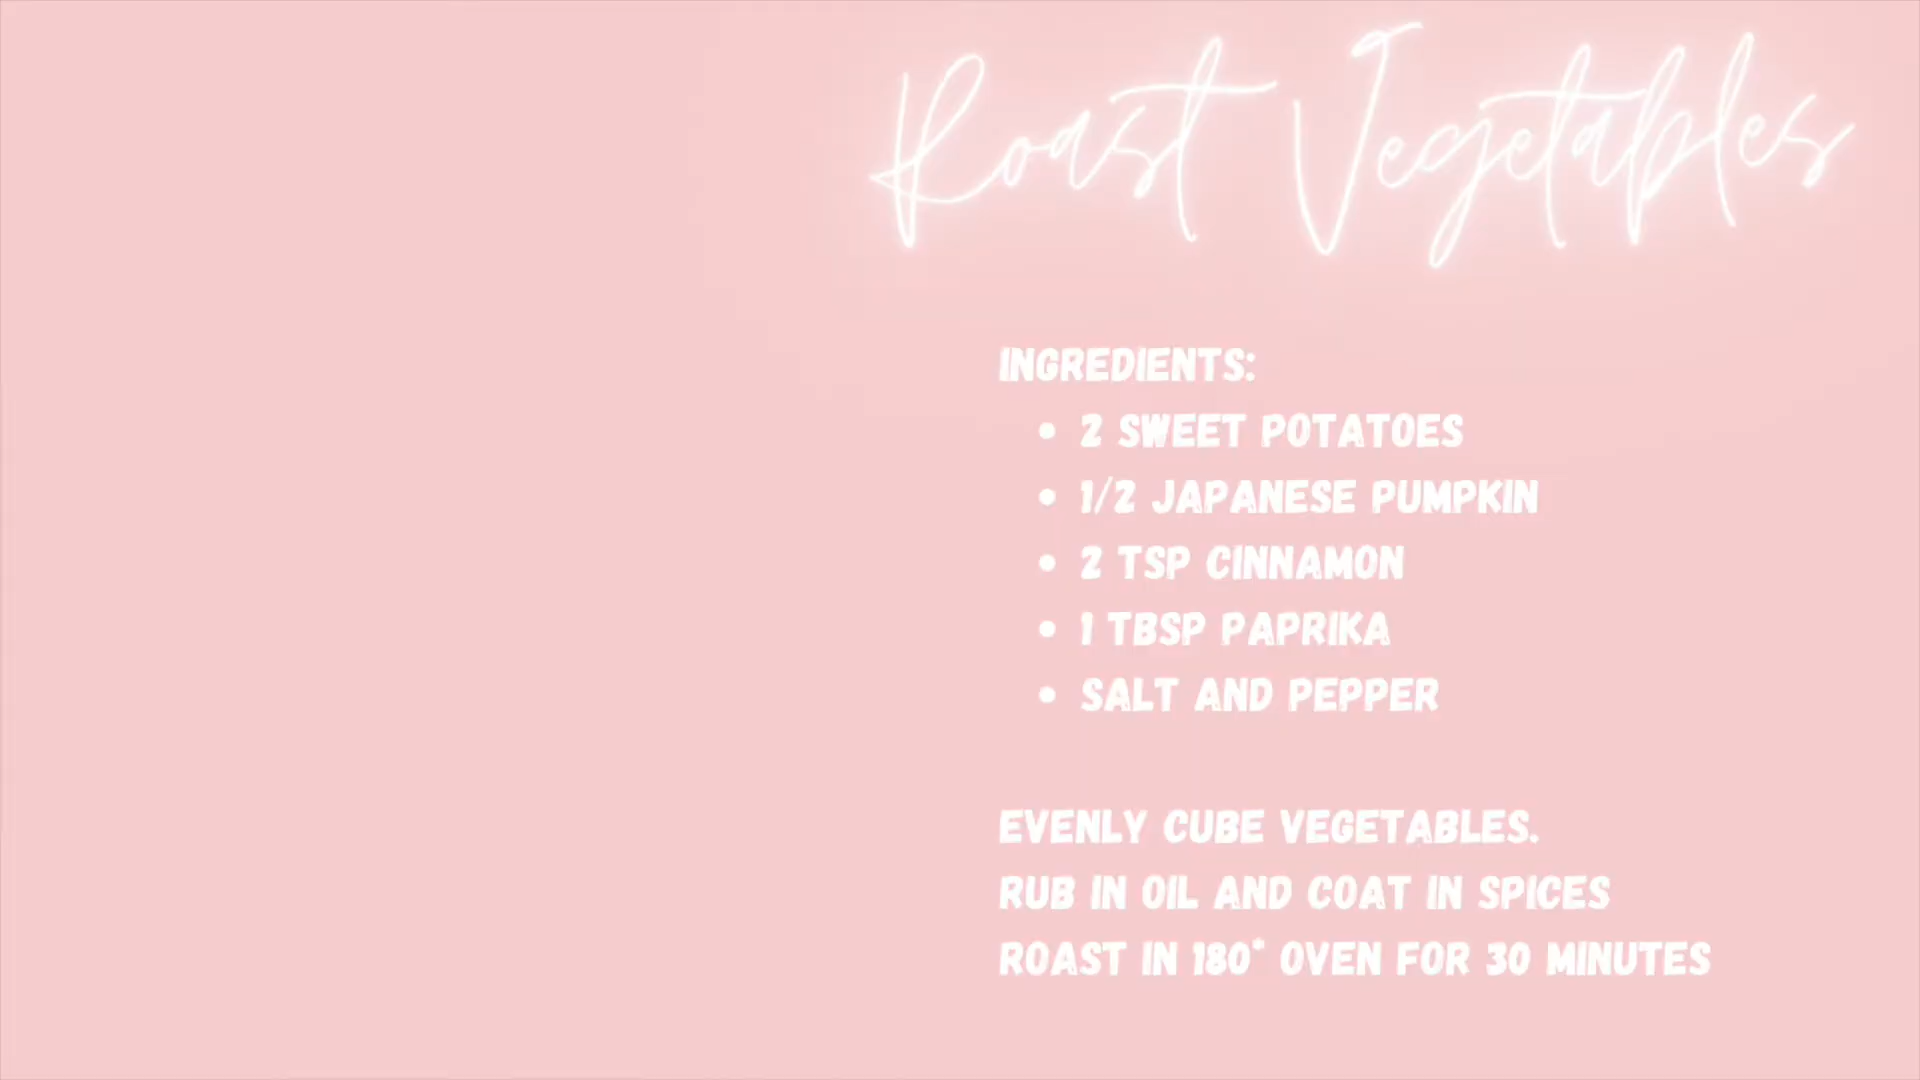 Roast Vegetables
INGREDIENTS:
• 2 SWEET POTATOES
• 1/2 JAPANESE PUMPKIN
• 2 TSP CINNAMON
• 1 TBSP PAPRIKA
• SALT AND PEPPER
EVENLY CUBE VEGETABLES.
RUB IN OIL AND COAT IN SPICES
ROAST IN 180° OVEN FOR 30 MINUTES